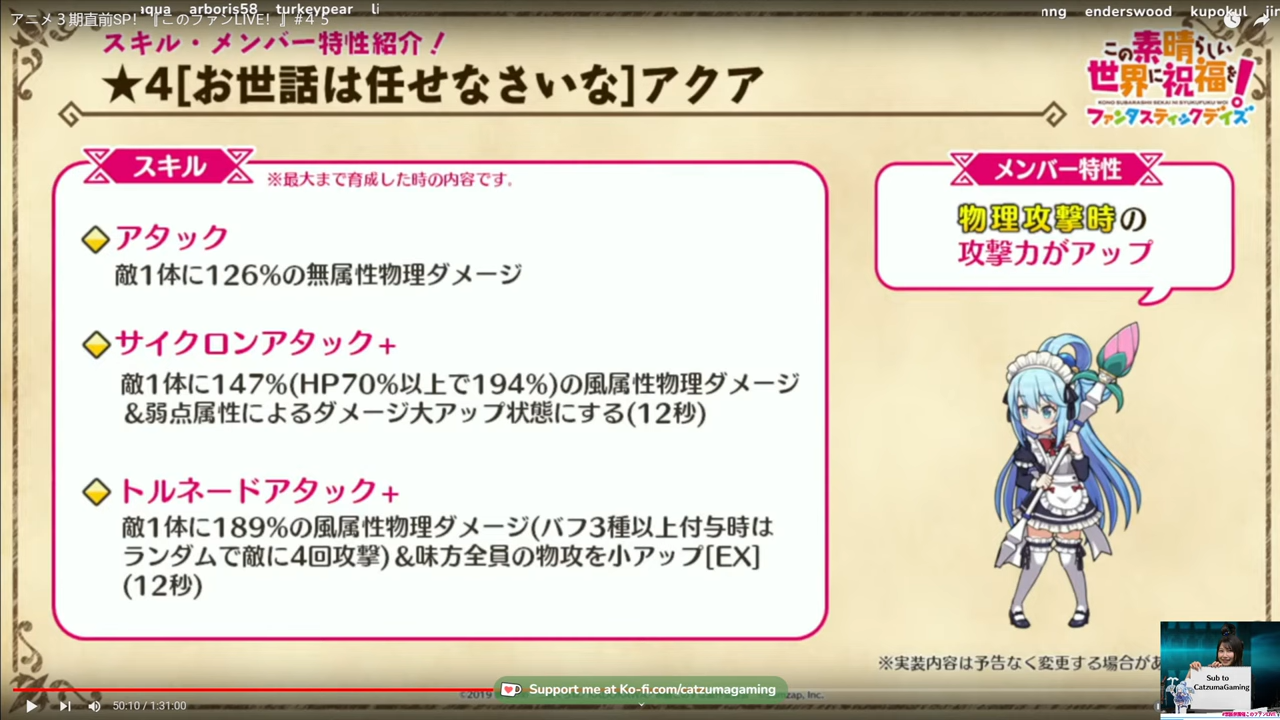 アニメ３期直前SP！『このファンLIVE！』#４５
aqua arboris58 turkeypear li
enderswood kupokul jin
スキル・メンバー特性紹介！
★4[お世話は任せなさいな]アクア
この素晴らしい
世界に祝福を！
KONO SUBARASHII SEKAI NI SYUKUFUKU WO!
ファンタスティックデイズ
スキル
※最大まで育成した時の内容です。
アタック
敵1体に126%の無属性物理ダメージ
サイクロンアタック+
敵1体に147%(HP70%以上で194%)の風属性物理ダメージ
&弱点属性によるダメージ大アップ状態にする(12秒)
トルネードアタック+
敵1体に189%の風属性物理ダメージ(バフ3種以上付与時は
ランダムで敵に4回攻撃)&味方全員の物攻を小アップ[EX]
(12秒)
メンバー特性
物理攻撃時の
攻撃力がアップ
※実装内容は予告なく変更する場合があ
Sub to
CatzumaGaming
©2019
Support me at Ko-fi.com/catzumagaming
zap, Inc.
50:10 / 1:31:00